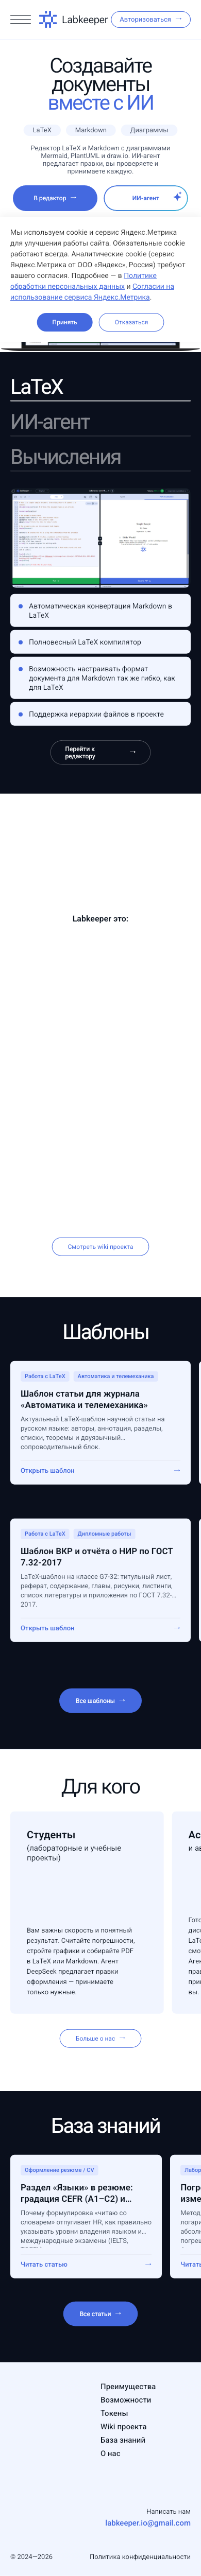 Labkeeper
Авторизоваться →
Создавайте
документы
вместе с ИИ
LaTeX
Markdown
Диаграммы
Редактор LaTeX и Markdown с диаграммами
Mermaid, PlantUML и draw.io. ИИ-агент
предлагает правки, вы проверяете и
принимаете каждую.
В редактор →
ИИ-агент
Мы используем cookie и сервис Яндекс.Метрика
для улучшения работы сайта. Обязательные cookie
работают всегда. Аналитические cookie (сервис
Яндекс.Метрика от ООО «Яндекс», Россия) требуют
вашего согласия. Подробнее — в Политике
обработки персональных данных и Согласии на
использование сервиса Яндекс.Метрика.
Принять
Отказаться
LaTeX
ИИ-агент
Вычисления
Автоматическая конвертация Markdown в
LaTeX
Полновесный LaTeX компилятор
Возможность настраивать формат
документа для Markdown так же гибко, как
для LaTeX
Поддержка иерархии файлов в проекте
Перейти к
редактору →
Labkeeper это:
Смотреть wiki проекта
Шаблоны
Работа с LaTeX
Автоматика и телемеханика
Шаблон статьи для журнала
«Автоматика и телемеханика»
Актуальный LaTeX-шаблон научной статьи на
русском языке: авторы, аннотация, разделы,
списки, теоремы и двуязычный...
сопроводительный блок.
Открыть шаблон →
Работа с LaTeX
Дипломные работы
Шаблон ВКР и отчёта о НИР по ГОСТ
7.32-2017
LaTeX-шаблон на классе G7-32: титульный лист,
реферат, содержание, главы, рисунки, листинги,
список литературы и приложения по ГОСТ 7.32-...
2017.
Открыть шаблон →
Все шаблоны →
Для кого
Студенты
(лабораторные и учебные
проекты)
Вам важны скорость и понятный
результат. Считайте погрешности,
стройте графики и собирайте PDF
в LaTeX или Markdown. Агент
DeepSeek предлагает правки
оформления — принимаете
только нужные.
Больше о нас →
База знаний
Оформление резюме / CV
Раздел «Языки» в резюме:
градация CEFR (A1–C2) и...
Почему формулировка «читаю со
словарем» отпугивает HR, как правильно
указывать уровни владения языком и...
международные экзамены (IELTS,
Читать статью →
Все статьи →
Преимущества
Возможности
Токены
Wiki проекта
База знаний
О нас
Написать нам
labkeeper.io@gmail.com
© 2024—2026
Политика конфиденциальности